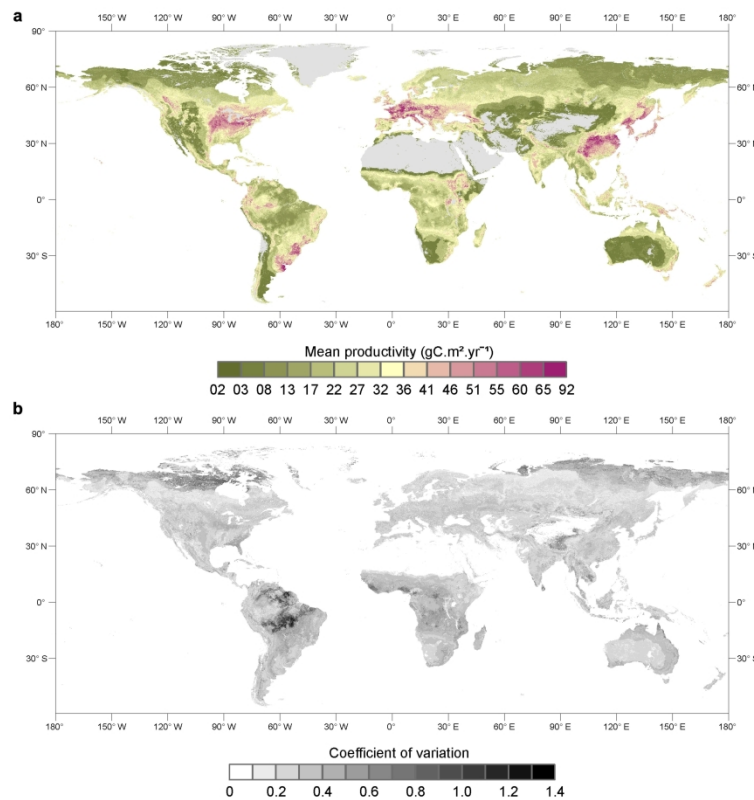 a
180° 150° W 120° W 90° W 60° W 30° W 0° 30° E 60° E 90° E 120° E 150° E 180°
90°
60° N 60° N
30° N 30° N
0° 0°
30° S 30° S
180° 150° W 120° W 90° W 60° W 30° W 0° 30° E 60° E 90° E 120° E 150° E 180°
Mean productivity (gC.m².yr⁻¹)
02 03 08 13 17 22 27 32 36 41 46 51 55 60 65 92
b
150° W 120° W 90° W 60° W 30° W 0° 30° E 60° E 90° E 120° E 150° E 180°
90°
60° N 60°
30° N 30°
0° 0°
30° S 30° S
180° 150° W 120° W 90° W 60° W 30° W 0° 30° E 60° E 90° E 120° E 150° E 180°
Coefficient of variation
0 0.2 0.4 0.6 0.8 1.0 1.2 1.4